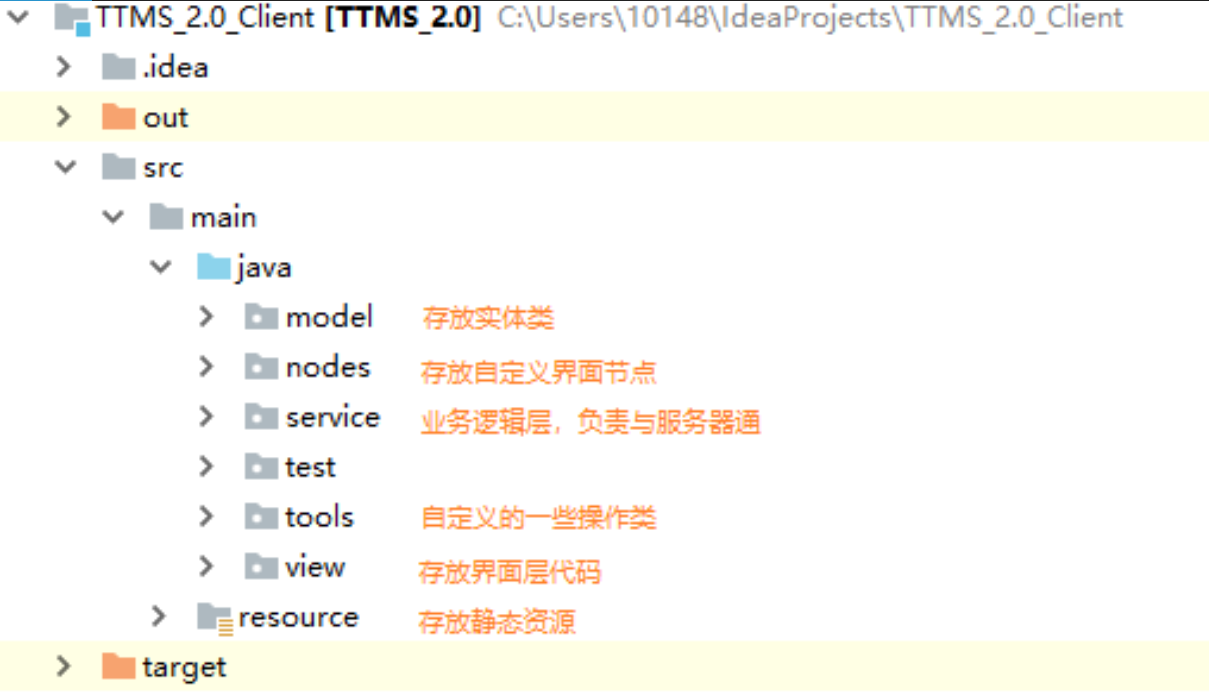 TTMS_2.0_Client [TTMS_2.0] C:\Users\10148\IdeaProjects\TTMS_2.0_Client
.idea
out
src
main
java
model 存放实体类
nodes 存放自定义界面节点
service 业务逻辑层，负责与服务器通
test
tools 自定义的一些操作类
view 存放界面层代码
resource 存放静态资源
target